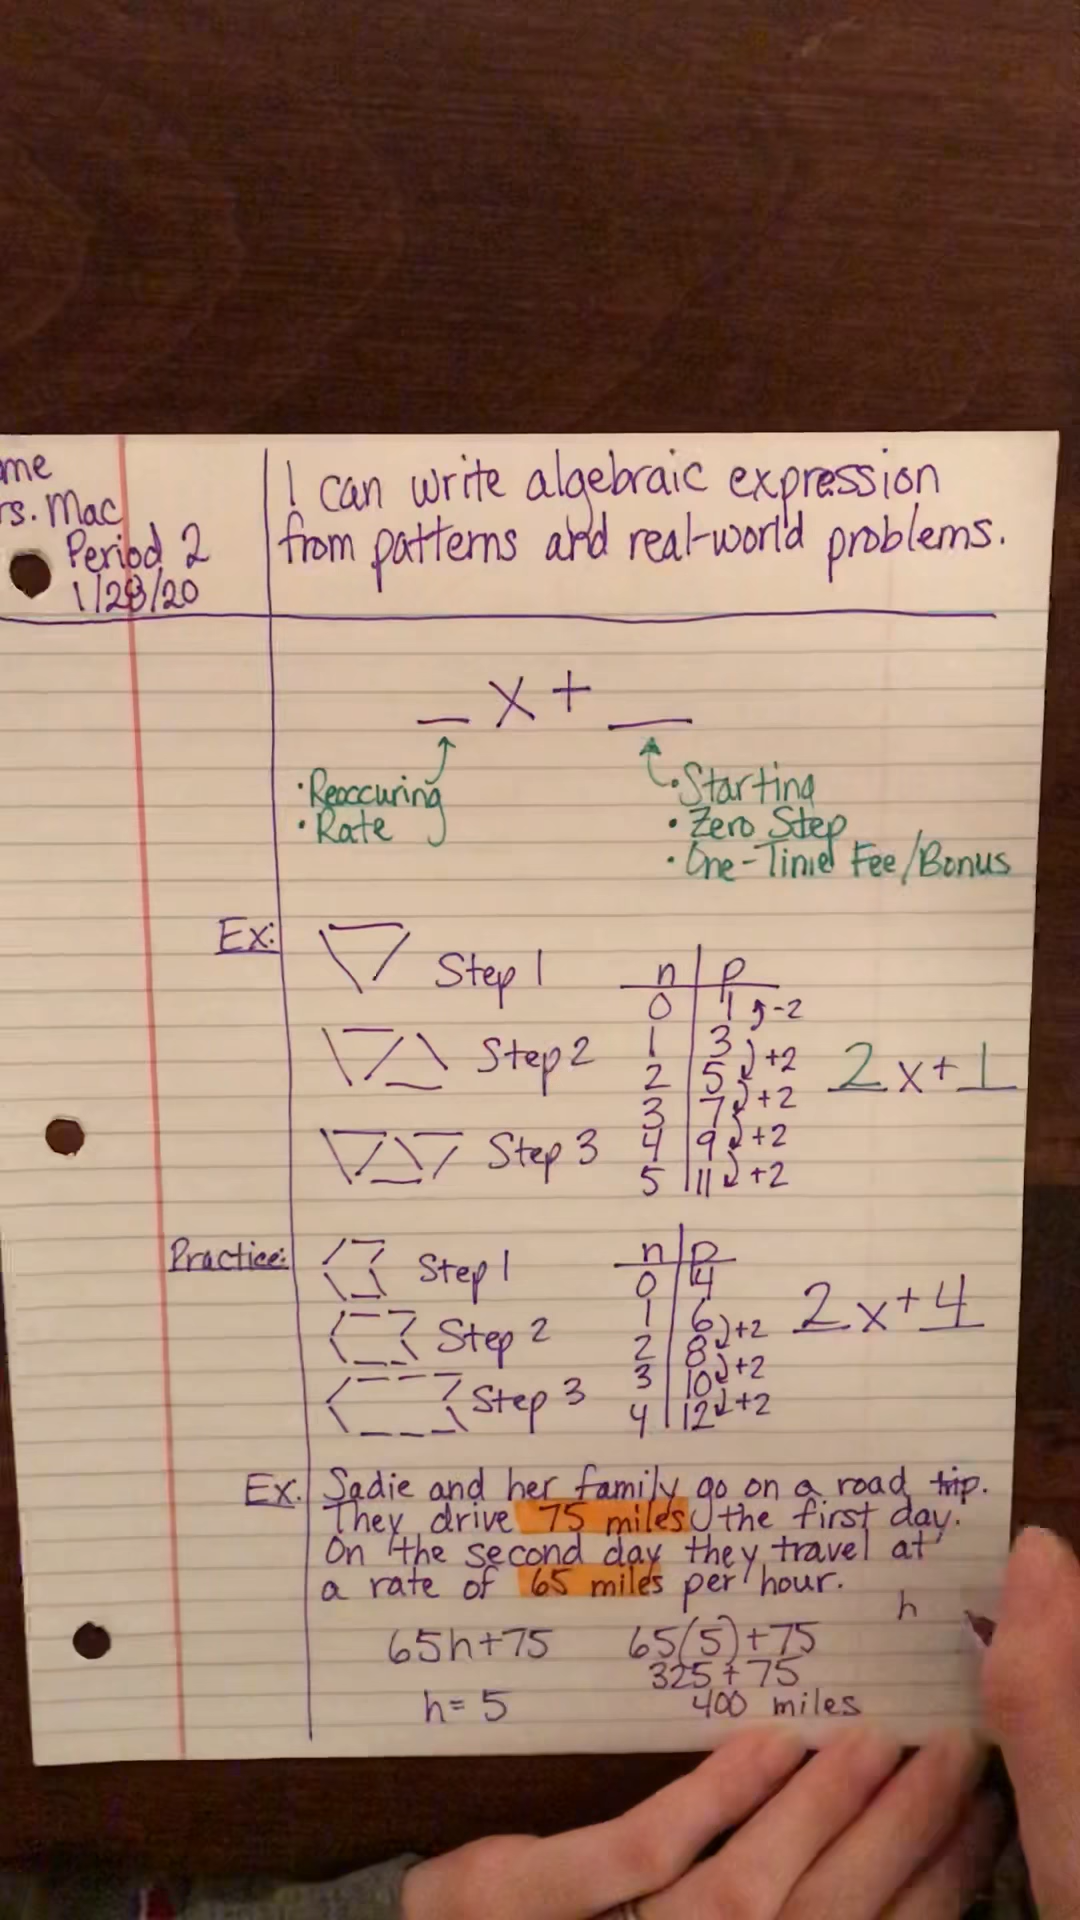 me
rs. Mac
Period 2
1/28/20
I can write algebraic expression
from patterns and real-world problems.
_ x + _
• Reoccuring
• Rate
• Starting
• Zero Step
• One-Time Fee/Bonus
Ex:
Step 1
Step 2
Step 3
n | p
0 | 1 -2
1 | 3
2 | 5 +2
3 | 7 +2
4 | 9 +2
5 | 11 +2
2x+1
Practice:
Step 1
Step 2
Step 3
n | p
0 | 4
1 | 6
2 | 8 +2
3 | 10 +2
4 | 12 +2
2x+4
Ex: Sadie and her family go on a road trip.
They drive 75 miles the first day.
On the second day they travel at
a rate of 65 miles per hour.
h
65h+75
h=5
65(5)+75
325+75
400 miles